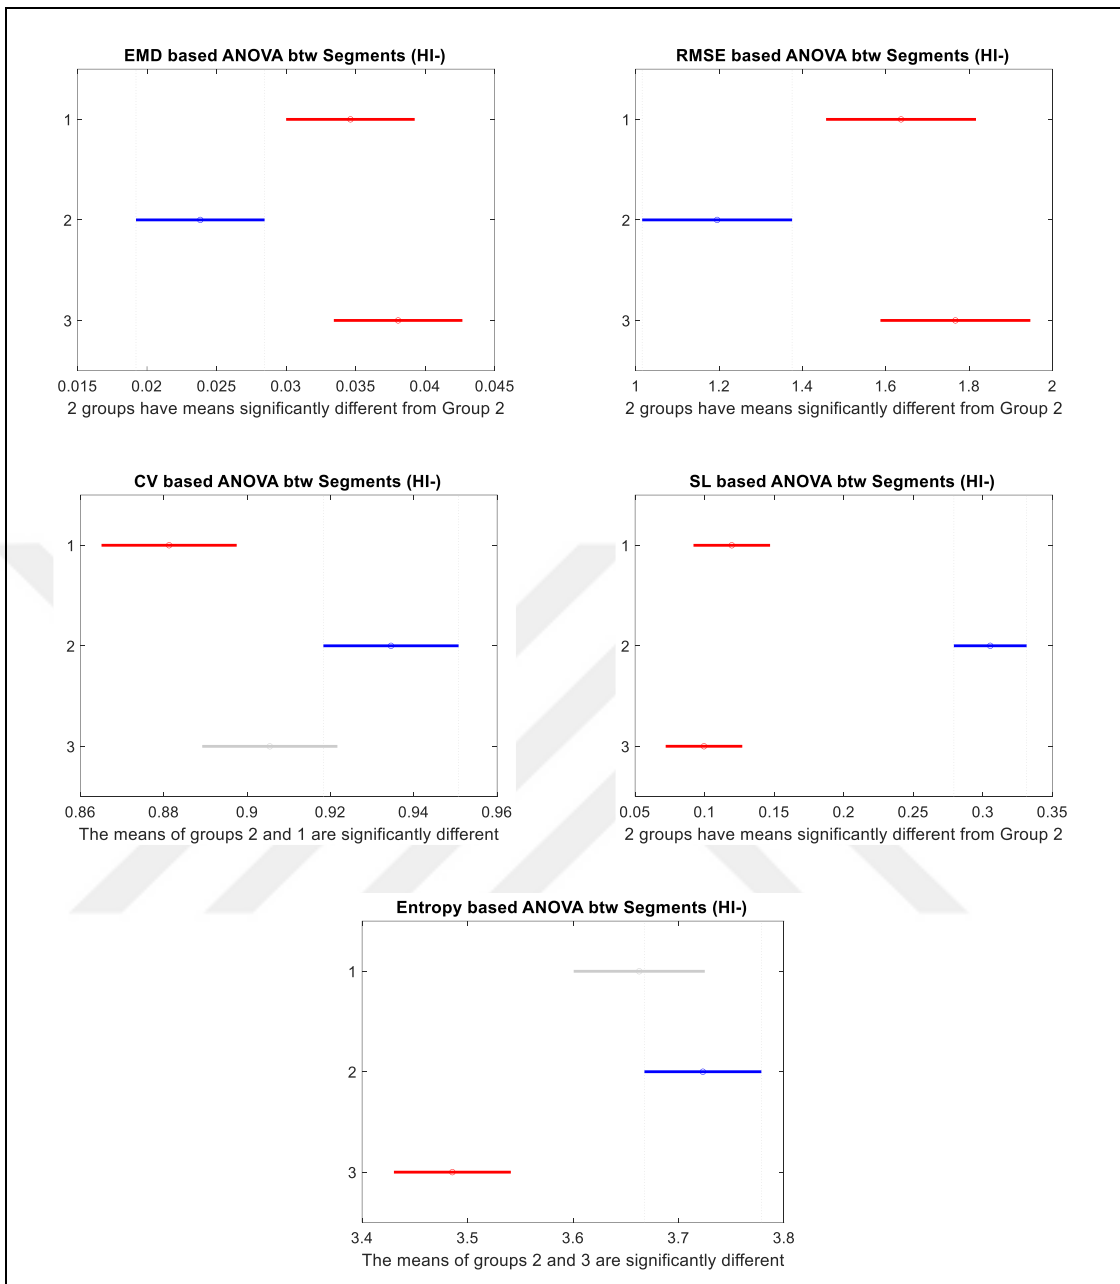 EMD based ANOVA btw Segments (HI-)
1
2
3
0.015 0.02 0.025 0.03 0.035 0.04 0.045
2 groups have means significantly different from Group 2
RMSE based ANOVA btw Segments (HI-)
1
2
3
1 1.2 1.4 1.6 1.8 2
2 groups have means significantly different from Group 2
CV based ANOVA btw Segments (HI-)
1
2
3
0.86 0.88 0.9 0.92 0.94 0.96
The means of groups 2 and 1 are significantly different
SL based ANOVA btw Segments (HI-)
1
2
3
0.05 0.1 0.15 0.2 0.25 0.3 0.35
2 groups have means significantly different from Group 2
Entropy based ANOVA btw Segments (HI-)
1
2
3
3.4 3.5 3.6 3.7 3.8
The means of groups 2 and 3 are significantly different